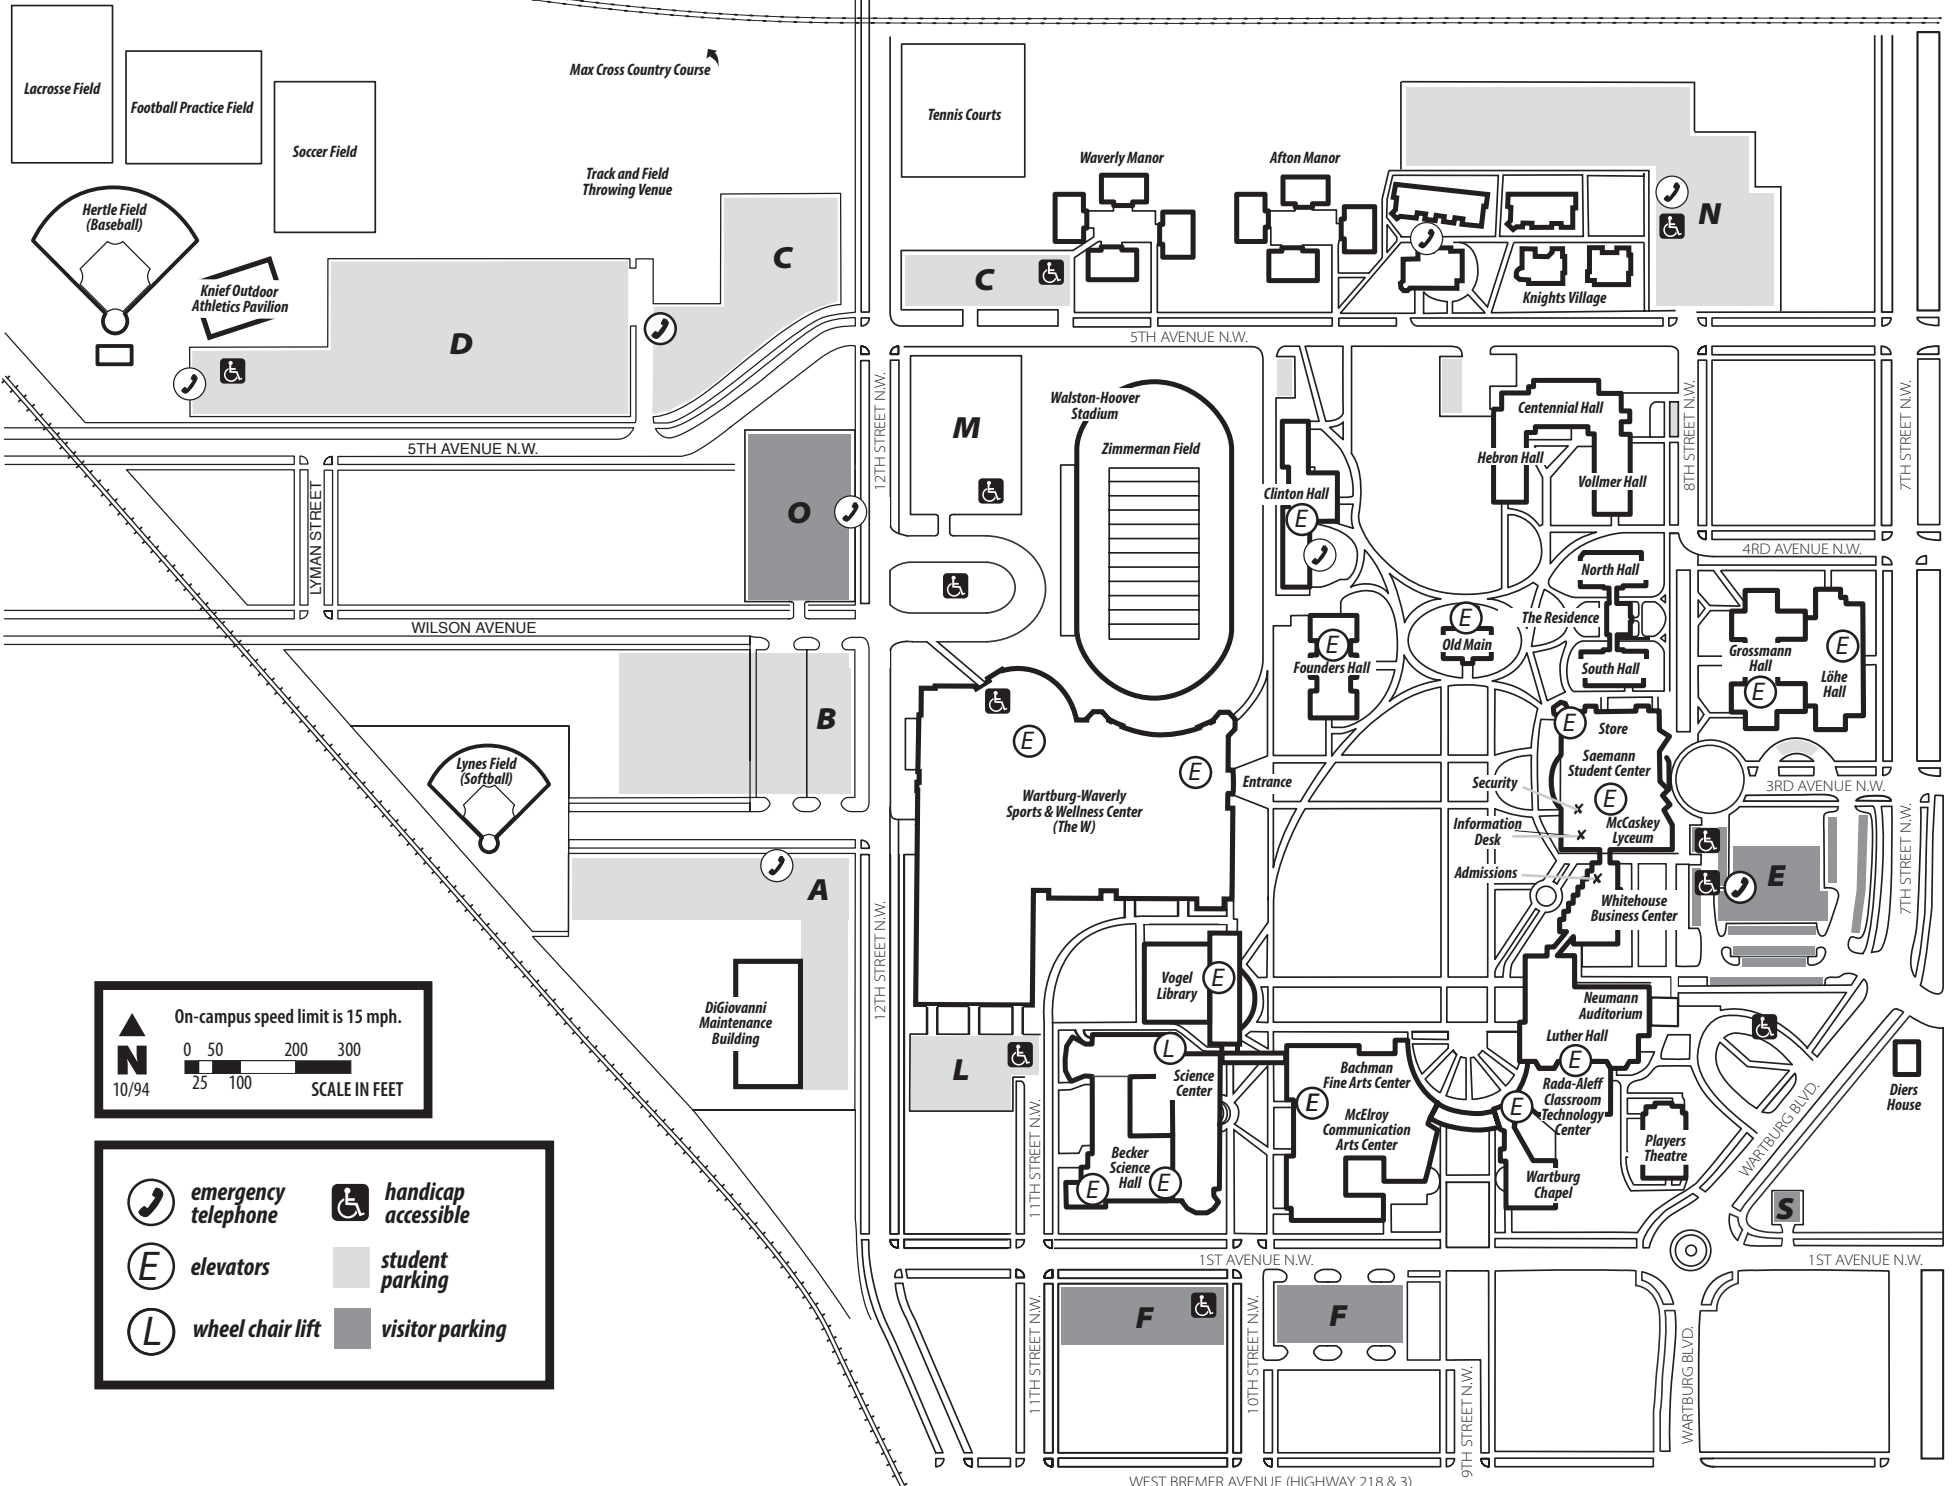 Lacrosse Field
Football Practice Field
Soccer Field
Max Cross Country Course
Track and Field
Throwing Venue
Tennis Courts
Waverly Manor
Afton Manor
Hertle Field
(Baseball)
Knief Outdoor
Athletics Pavilion
C
C
N
Knights Village
D
5TH AVENUE N.W.
5TH AVENUE N.W.
M
Walston-Hoover
Stadium
Zimmerman Field
12TH STREET N.W.
O
LYMAN STREET
WILSON AVENUE
Clinton Hall
E
Centennial Hall
Hebron Hall
Vollmer Hall
8TH STREET N.W.
7TH STREET N.W.
4RD AVENUE N.W.
North Hall
The Residence
South Hall
E
Old Main
E
Founders Hall
Grossmann
Hall
E
E
Löhe
Hall
B
Lynes Field
(Softball)
E
E
Wartburg-Waverly
Sports & Wellness Center
(The W)
Entrance
E
Store
Saemann
Student Center
E
McCaskey
Lyceum
Security
Information
Desk
Admissions
Whitehouse
Business Center
3RD AVENUE N.W.
E
7TH STREET N.W.
A
12TH STREET N.W.
DiGiovanni
Maintenance
Building
Vogel
Library
E
Neumann
Auditorium
Luther Hall
E
L
L
Science
Center
Becker
Science
Hall
E
E
Bachman
Fine Arts Center
E
McElroy
Communication
Arts Center
E
Rada-Aleff
Classroom
Technology
Center
Wartburg
Chapel
Players
Theatre
Diers
House
WARTBURG BLVD.
S
11TH STREET N.W.
1ST AVENUE N.W.
1ST AVENUE N.W.
F
F
11TH STREET N.W.
10TH STREET N.W.
9TH STREET N.W.
WARTBURG BLVD.
WEST BREMER AVENUE (HIGHWAY 218 & 3)
N
10/94
On-campus speed limit is 15 mph.
0 50 200 300
25 100
SCALE IN FEET
emergency
telephone
handicap
accessible
E
elevators
student
parking
L
wheel chair lift
visitor parking